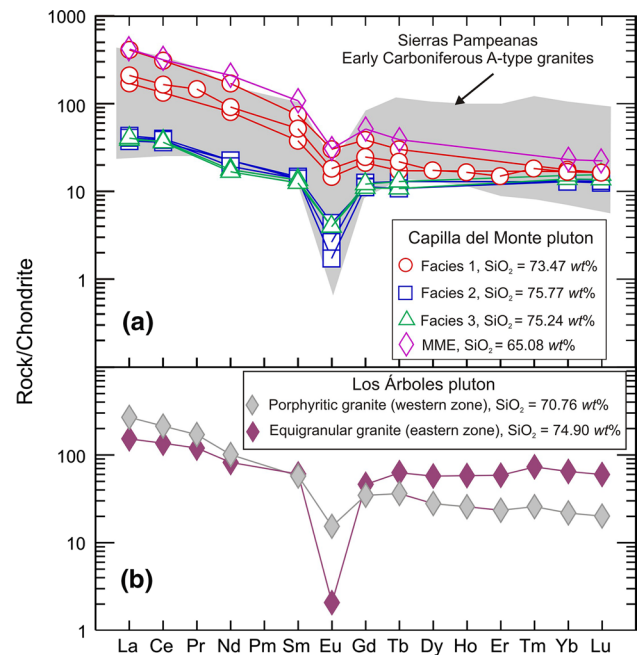 1000
100
10
1
Sierras Pampeanas
Early Carboniferous A-type granites
Capilla del Monte pluton
Facies 1, SiO₂ = 73.47 wt%
Facies 2, SiO₂ = 75.77 wt%
Facies 3, SiO₂ = 75.24 wt%
MME, SiO₂ = 65.08 wt%
(a)
Rock/Chondrite
Los Árboles pluton
Porphyritic granite (western zone), SiO₂ = 70.76 wt%
Equigranular granite (eastern zone), SiO₂ = 74.90 wt%
100
10
1
(b)
La Ce Pr Nd Pm Sm Eu Gd Tb Dy Ho Er Tm Yb Lu